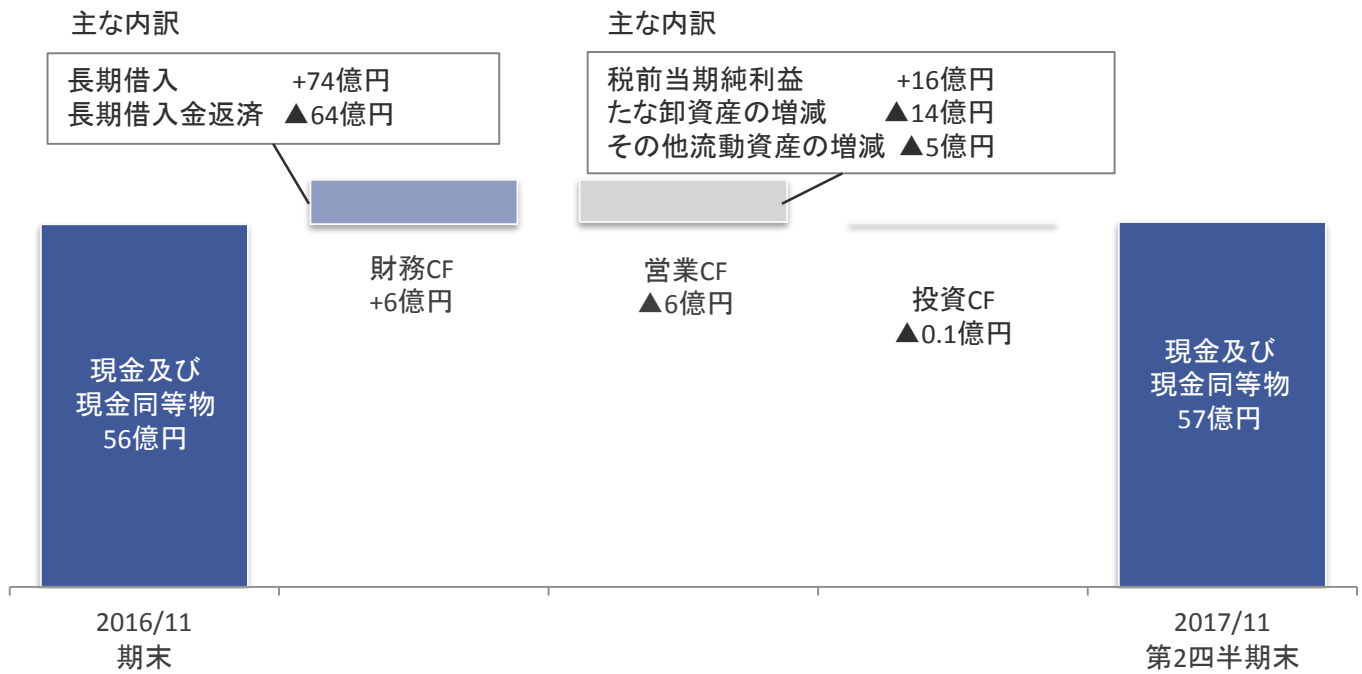 主な内訳
長期借入 +74億円
長期借入金返済 ▲64億円
主な内訳
税前当期純利益 +16億円
たな卸資産の増減 ▲14億円
その他流動資産の増減 ▲5億円
財務CF
+6億円
営業CF
▲6億円
投資CF
▲0.1億円
現金及び
現金同等物
56億円
現金及び
現金同等物
57億円
2016/11
期末
2017/11
第2四半期末